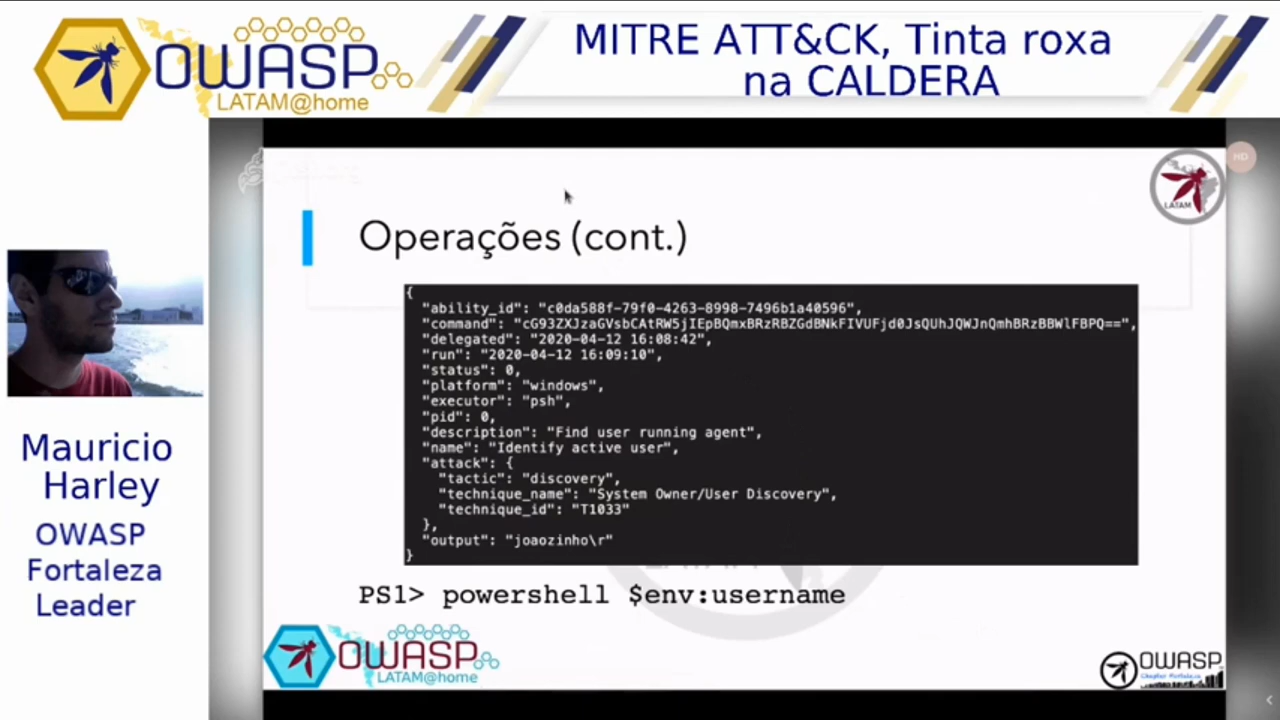 OWASP
LATAM@home
MITRE ATT&CK, Tinta roxa
na CALDERA
HD
LATAM
Operações (cont.)
{
"ability_id": "c0da588f-79f0-4263-8998-7496b1a40596",
"command": "cG93ZXJzaGVsbCAtRW5jIEpBQmxBRzRBZGdBNkFIVUFjd0JsQUhJQWJnQmhBRzBBWlFBPQ==",
"delegated": "2020-04-12 16:08:42",
"run": "2020-04-12 16:09:10",
"status": 0,
"platform": "windows",
"executor": "psh",
"pid": 0,
"description": "Find user running agent",
"name": "Identify active user",
"attack": {
"tactic": "discovery",
"technique_name": "System Owner/User Discovery",
"technique_id": "T1033"
},
"output": "joaozinho\r"
}
PS1> powershell $env:username
Mauricio
Harley
OWASP
Fortaleza
Leader
OWASP
LATAM@home
OWASP
Chapter Fortaleza